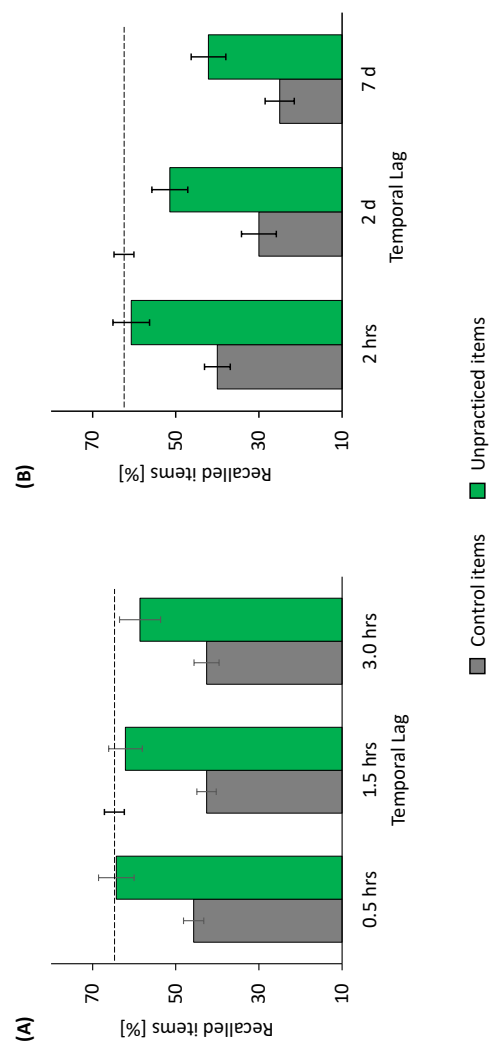 (A)
Recalled items [%]
70
50
30
10
0.5 hrs
1.5 hrs
3.0 hrs
Temporal Lag
(B)
Recalled items [%]
70
50
30
10
2 hrs
2 d
7 d
Temporal Lag
Control items
Unpracticed items